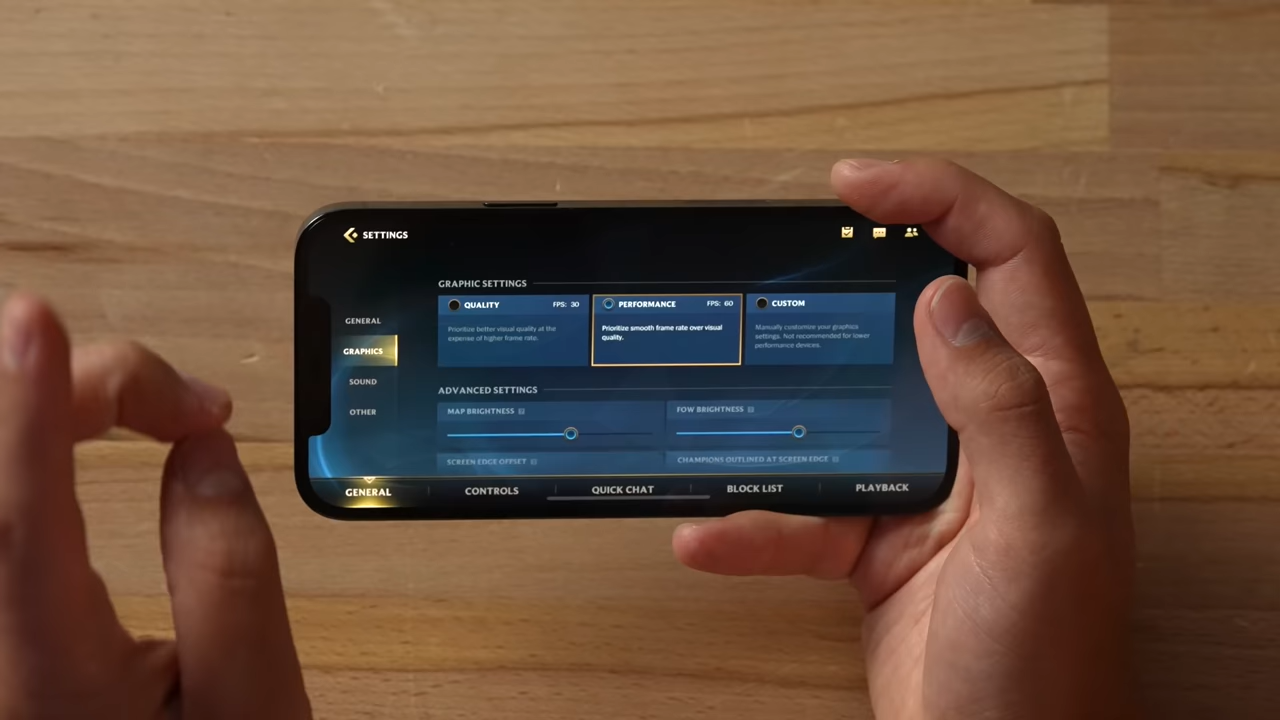 SETTINGS
GENERAL
GRAPHICS
SOUND
OTHER
GRAPHIC SETTINGS
QUALITY FPS: 30
Prioritize better visual quality at the
expense of higher frame rate.
PERFORMANCE FPS: 60
Prioritize smooth frame rate over visual
quality.
CUSTOM
Manually customize your graphics
settings. Not recommended for lower
performance devices.
ADVANCED SETTINGS
MAP BRIGHTNESS
FOW BRIGHTNESS
SCREEN EDGE OFFSET
CHAMPIONS OUTLINED AT SCREEN EDGE
GENERAL
CONTROLS
QUICK CHAT
BLOCK LIST
PLAYBACK